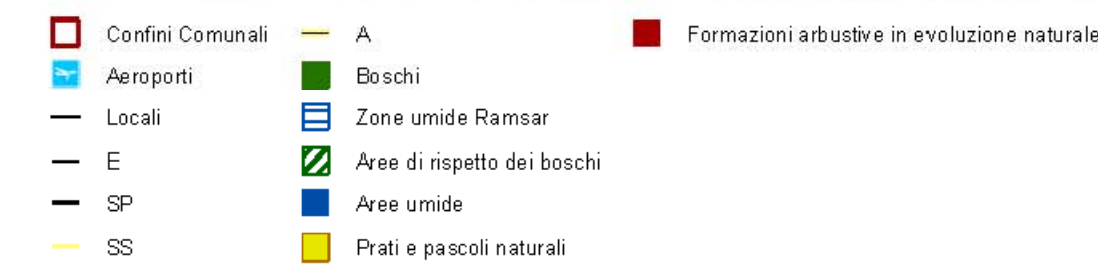 Confini Comunali
Aeroporti
Locali
E
SP
SS
A
Boschi
Zone umide Ramsar
Aree di rispetto dei boschi
Aree umide
Prati e pascoli naturali
Formazioni arbustive in evoluzione naturale